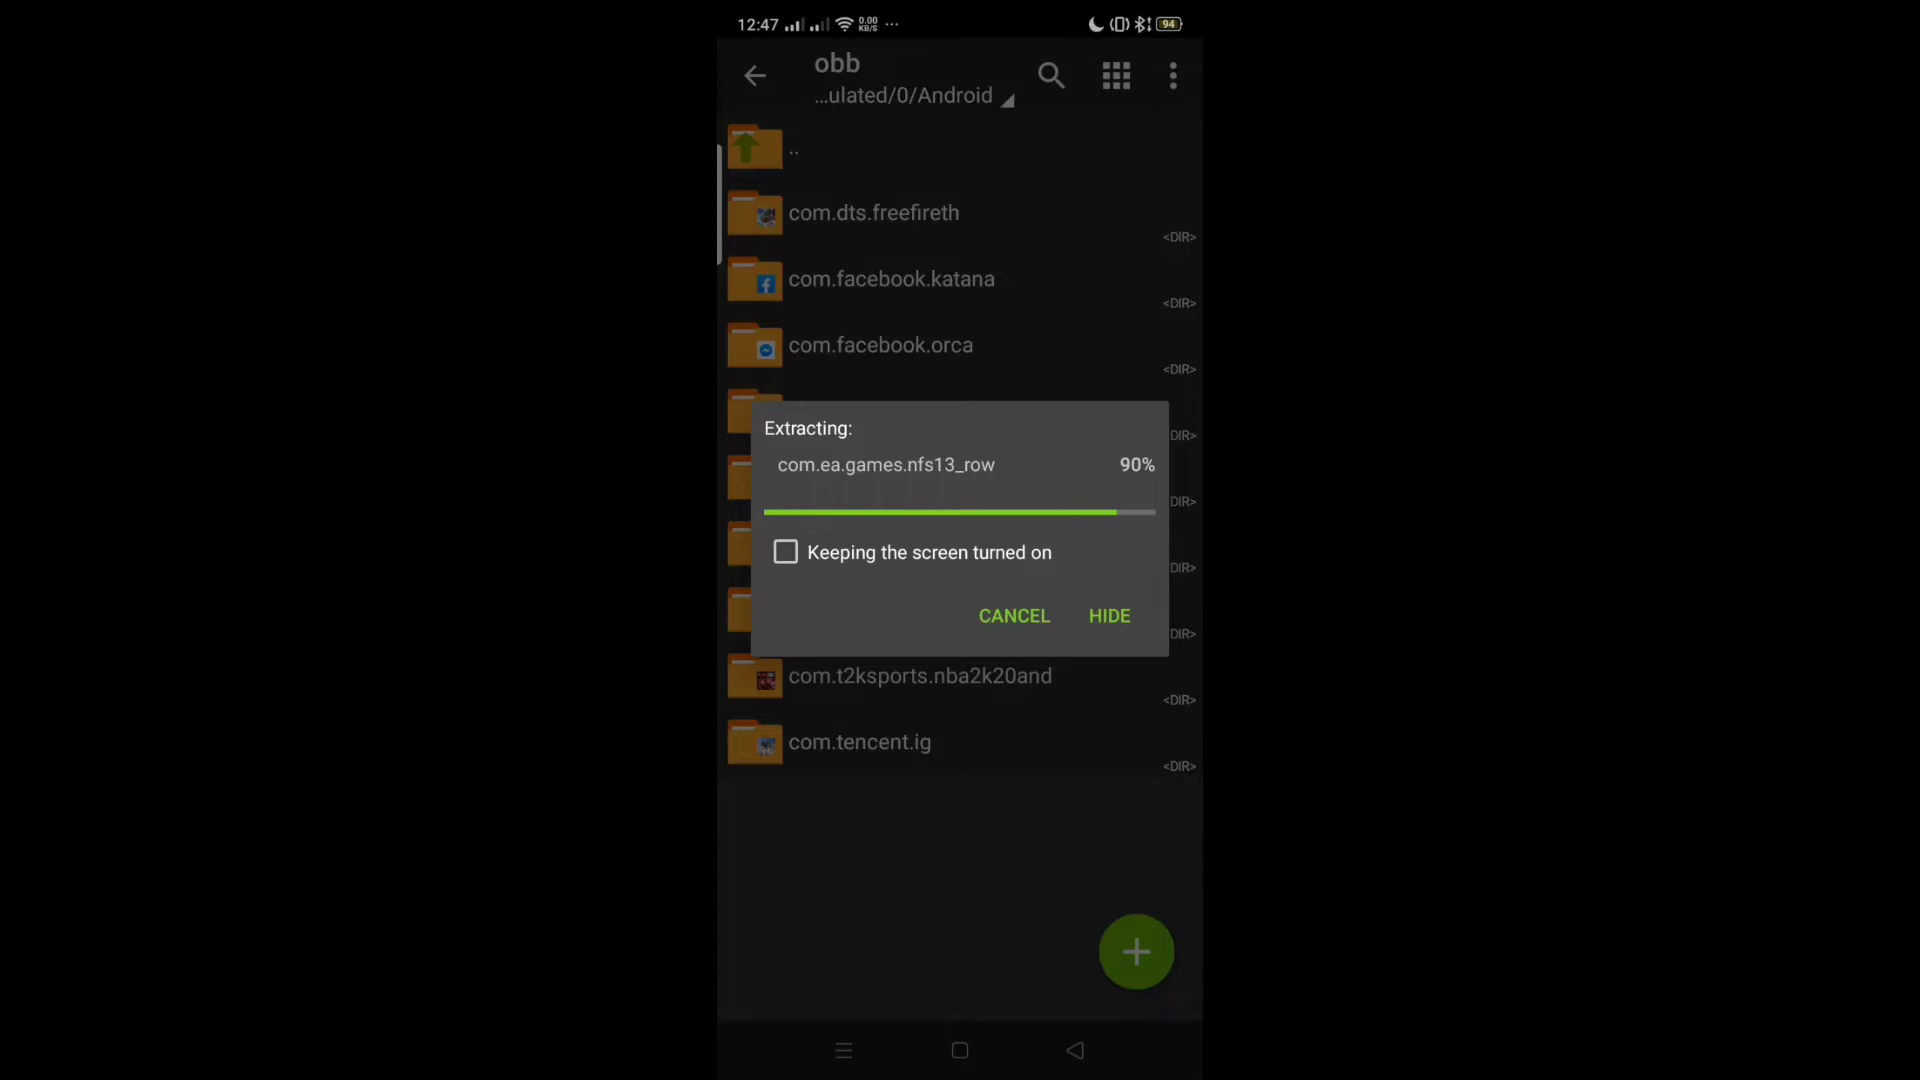 12:47 0.00 KB/S ... 94
obb
...ulated/0/Android
..
com.dts.freefireth
<DIR>
com.facebook.katana
<DIR>
com.facebook.orca
<DIR>
DIR>
Extracting:
com.ea.games.nfs13_row 90%
DIR>
Keeping the screen turned on
DIR>
CANCEL HIDE
DIR>
com.t2ksports.nba2k20and
<DIR>
com.tencent.ig
<DIR>